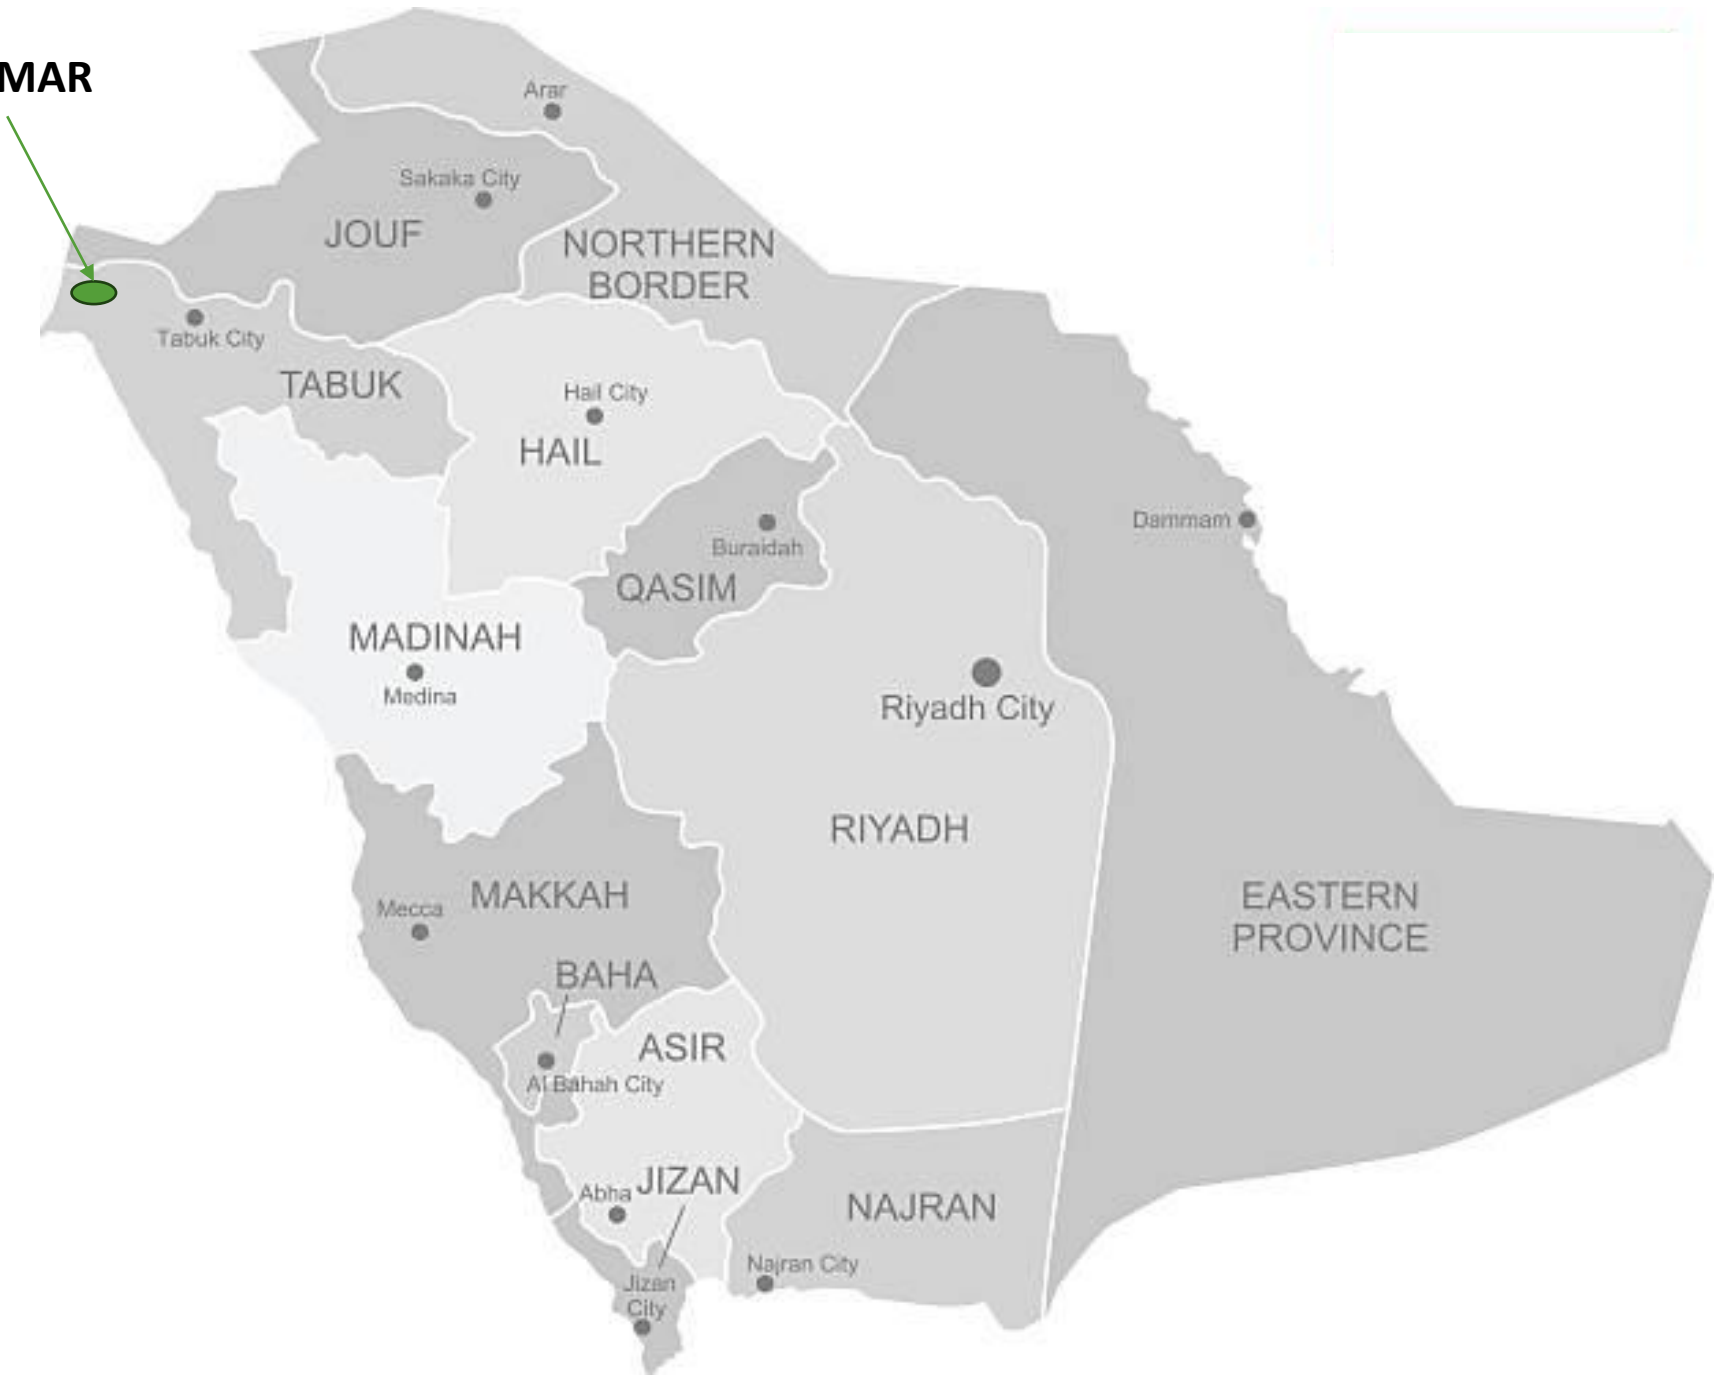 MAR
Arar
Sakaka City
JOUF
NORTHERN
BORDER
Tabuk City
TABUK
Hail City
HAIL
Dammam
Buraidah
QASIM
MADINAH
Medina
Riyadh City
RIYADH
MAKKAH
Mecca
EASTERN
PROVINCE
BAHA
ASIR
Al Bahah City
JIZAN
Abha
NAJRAN
Najran City
Jizan
City